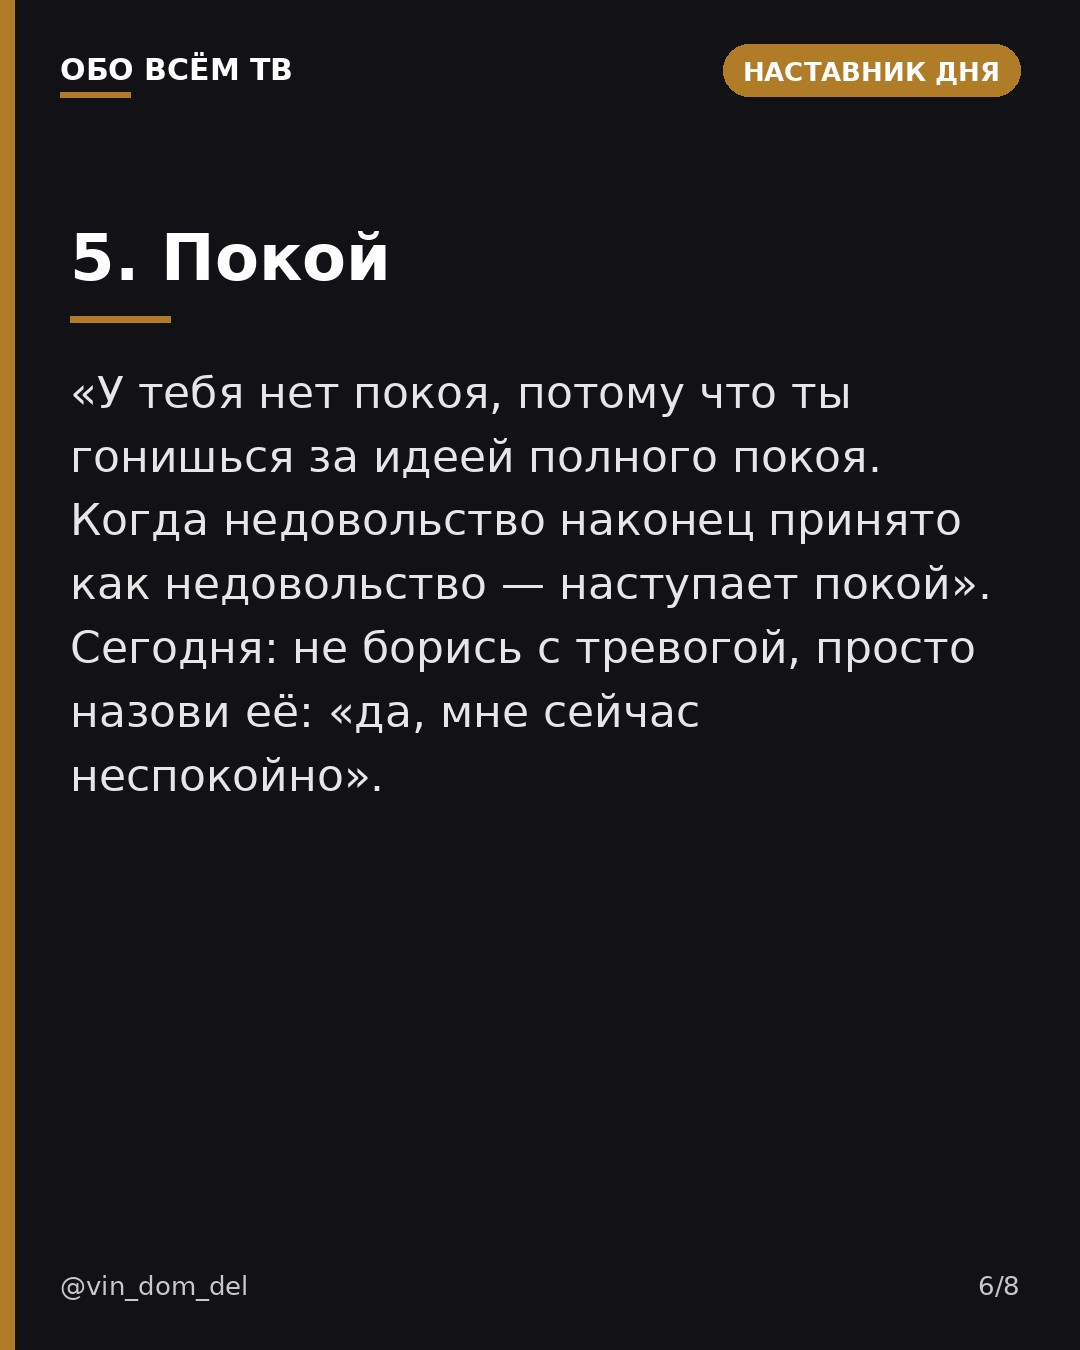 ОБО ВСЁМ ТВ
НАСТАВНИК ДНЯ
5. Покой
«У тебя нет покоя, потому что ты
гонишься за идеей полного покоя.
Когда недовольство наконец принято
как недовольство — наступает покой».
Сегодня: не борись с тревогой, просто
назови её: «да, мне сейчас
неспокойно».
@vin_dom_del
6/8